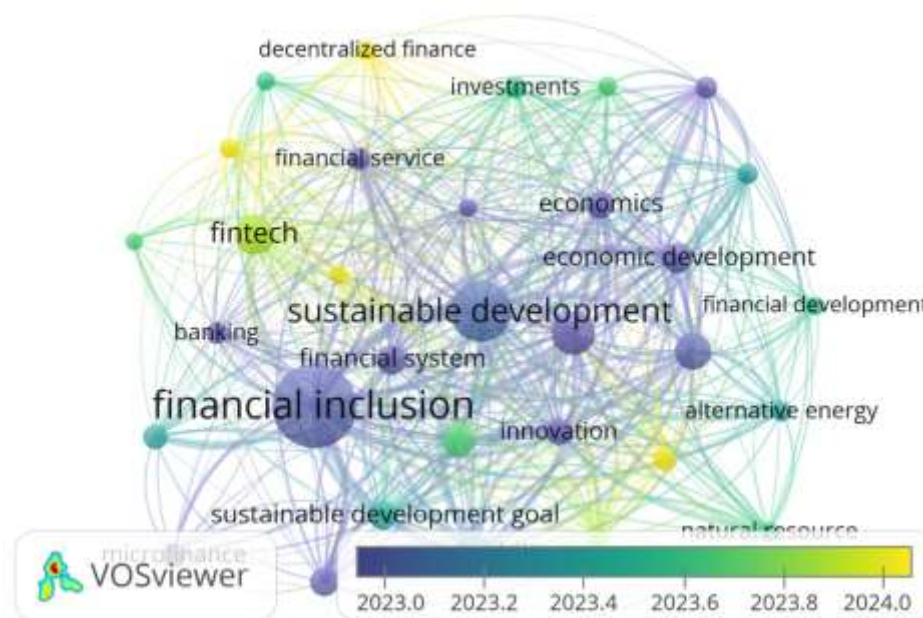 decentralized finance
investments
financial service
economics
fintech
economic development
sustainable development
financial development
banking
financial system
financial inclusion
alternative energy
innovation
sustainable development goal
natural resource
microfinance
VOSviewer
2023.0 2023.2 2023.4 2023.6 2023.8 2024.0